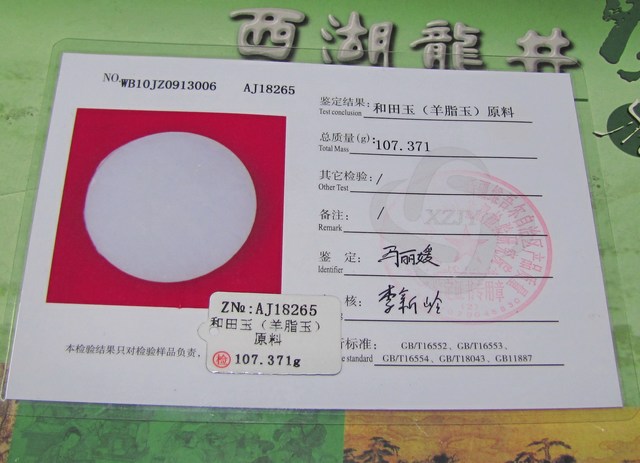 西湖龍井
NO.WB10JZ0913006 AJ18265
鉴定结果: 和田玉（羊脂玉）原料
Test conclusion
总质量(g): 107.371
Total Mass
其它检验: /
Other Test
备注: /
Remark
鉴 定: 冯丽媛
Identifier
核: 李新岭
标准: GB/T16552、GB/T16553、
standard GB/T16554、GB/T18043、GB11887
本检验结果只对检验样品负责,
ZNo:AJ18265
和田玉（羊脂玉）
原料
检 107.371g
XZJY